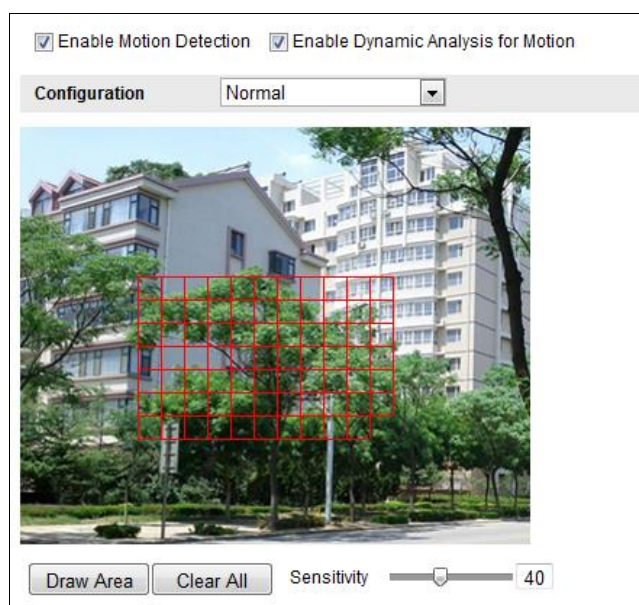 Enable Motion Detection Enable Dynamic Analysis for Motion
Configuration Normal
Draw Area Clear All Sensitivity 40